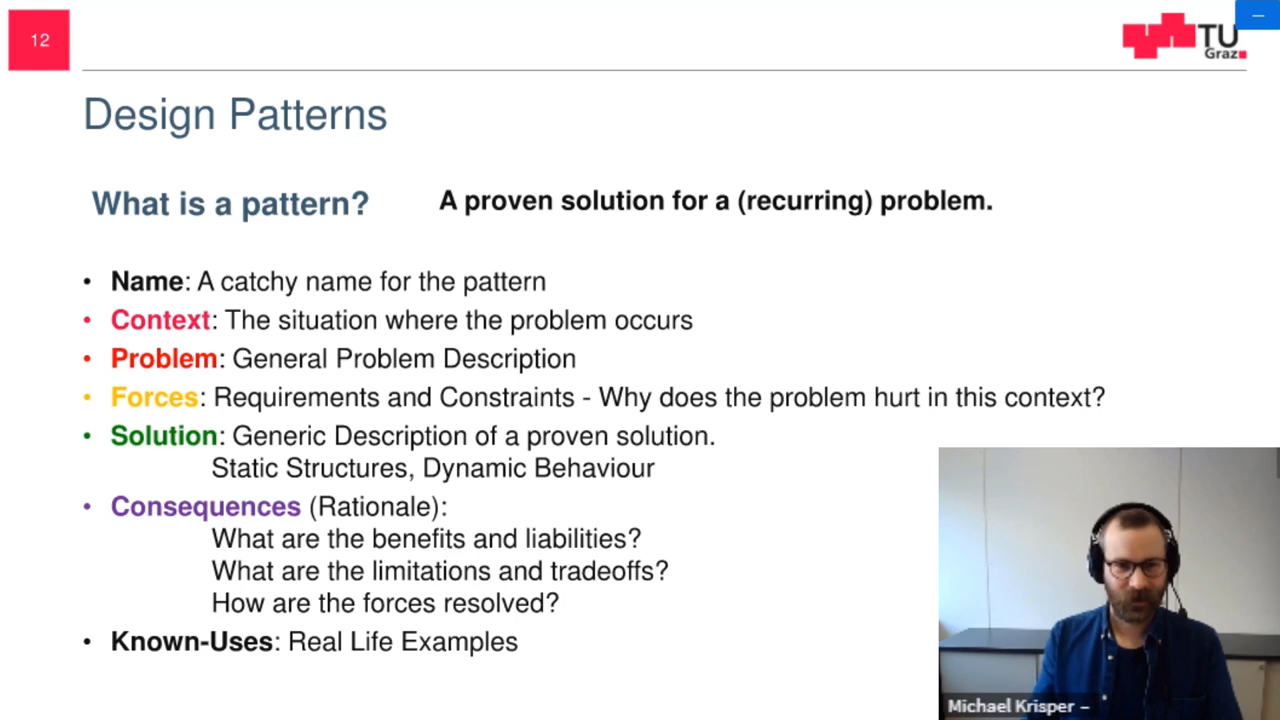 12
TU
Graz
Design Patterns
What is a pattern?
A proven solution for a (recurring) problem.
• Name: A catchy name for the pattern
• Context: The situation where the problem occurs
• Problem: General Problem Description
• Forces: Requirements and Constraints - Why does the problem hurt in this context?
• Solution: Generic Description of a proven solution.
Static Structures, Dynamic Behaviour
• Consequences (Rationale):
What are the benefits and liabilities?
What are the limitations and tradeoffs?
How are the forces resolved?
• Known-Uses: Real Life Examples
Michael Krisper –